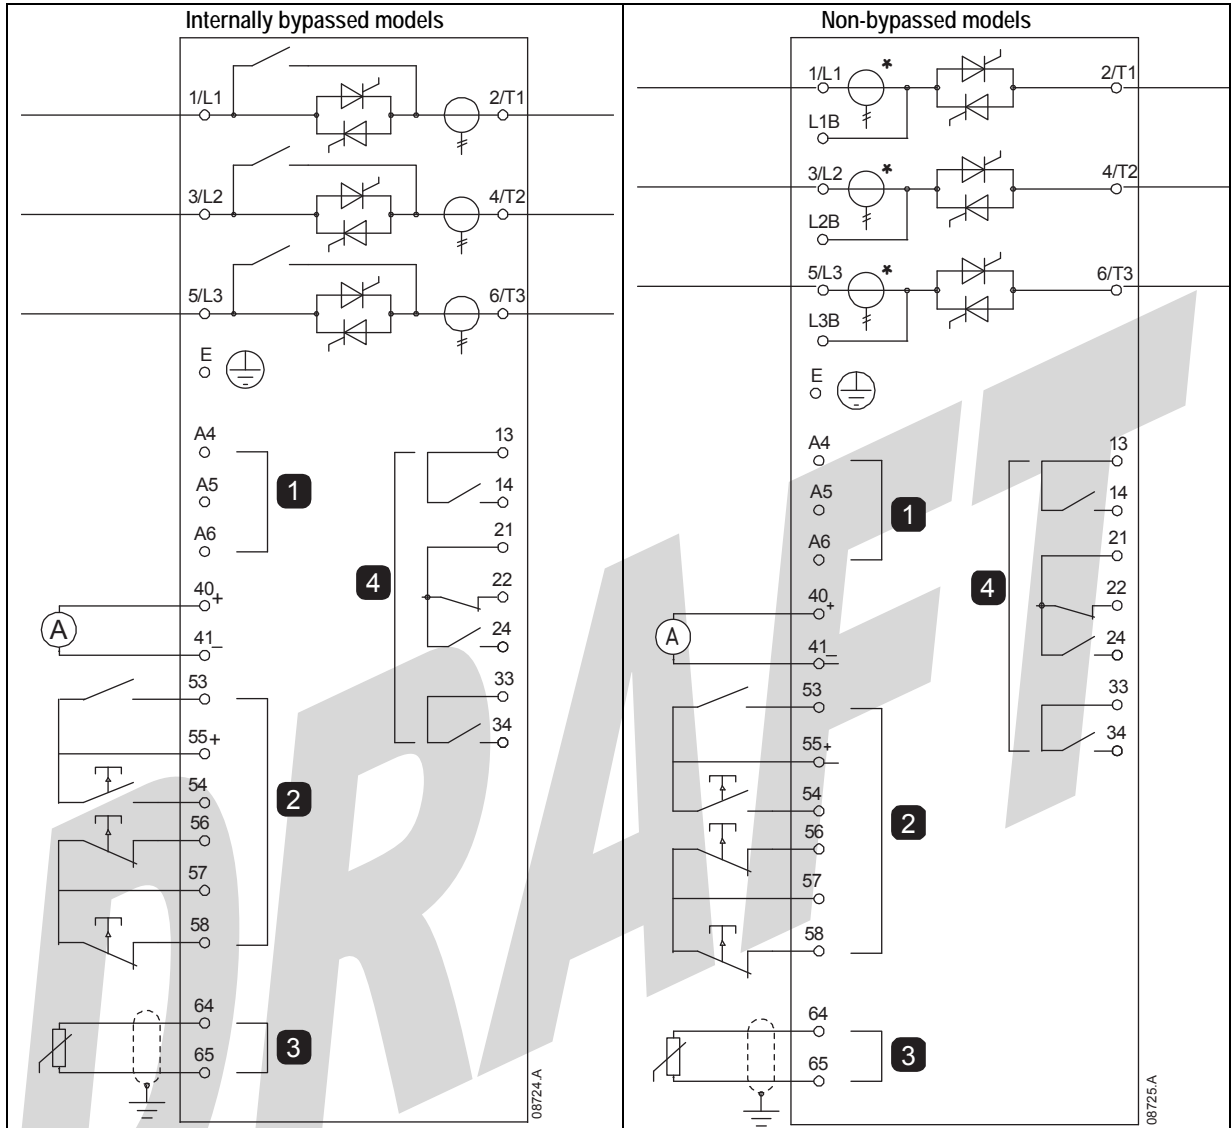 Internally bypassed models
1/L1
2/T1
3/L2
4/T2
5/L3
6/T3
E
A4
A5
A6
1
13
14
21
22
24
33
34
4
40
+
A
41
–
53
55
+
54
56
57
58
2
64
65
3
08724.A
Non-bypassed models
1/L1
*
2/T1
L1B
3/L2
*
4/T2
L2B
5/L3
*
6/T3
L3B
E
A4
A5
A6
1
13
14
21
22
24
33
34
4
40
+
A
41
–
53
55
+
–
54
56
57
58
2
64
65
3
08725.A
DRAFT